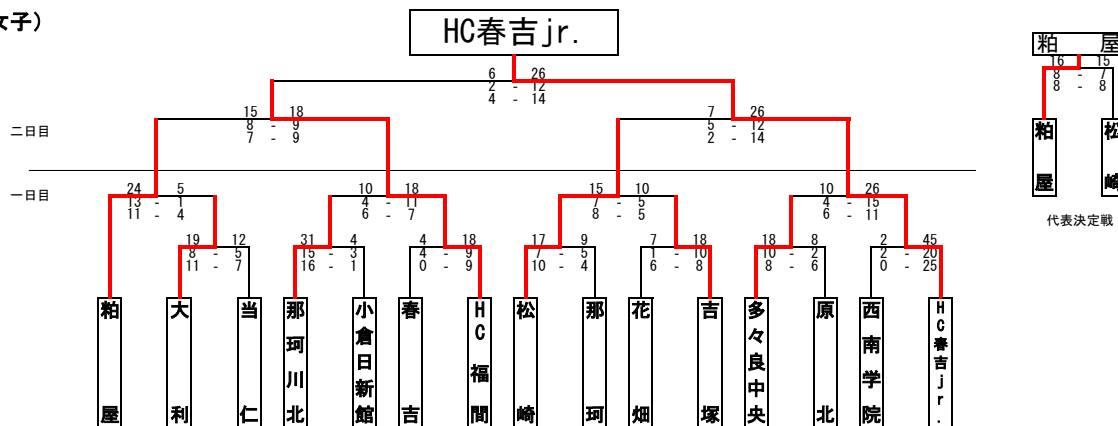 女子）
HC春吉jr.
粕 屋
6 26
2 - 12
4 - 14
16 15
8 - 7
8 - 8
15 18
8 - 9
7 - 9
7 26
5 - 12
2 - 14
二日目
粕屋
松崎
一日目
24 5
13 - 1
11 - 4
10 18
4 - 11
6 - 7
15 10
7 - 5
8 - 5
10 26
4 - 15
6 - 11
代表決定戦
19 12
8 - 5
11 - 7
31 4
15 - 3
16 - 1
4 18
4 - 9
0 - 9
17 9
7 - 5
10 - 4
7 18
1 - 10
6 - 8
18 8
10 - 2
8 - 6
2 45
2 - 20
0 - 25
粕屋
大利
当仁
那珂川北
小倉日新館
春吉
HC福間
松崎
那珂
花畑
吉塚
多々良中央
原北
西南学院
HC春吉jr.